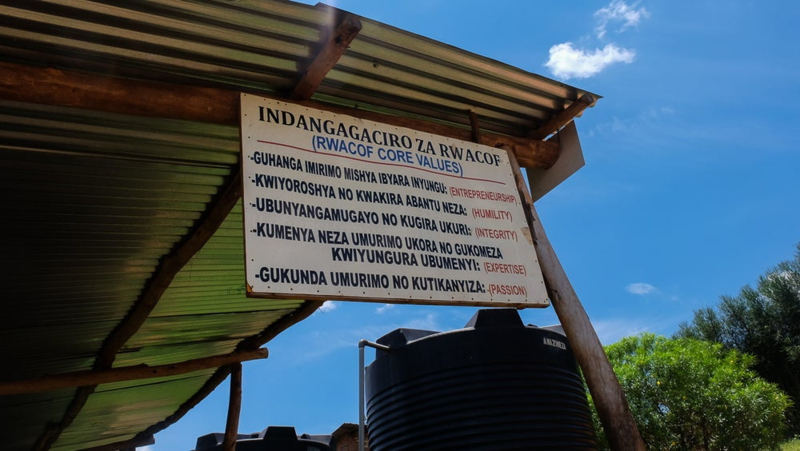 INDANGAGACIRO ZA RWACOF
(RWACOF CORE VALUES)
-GUHANGA IMIRIMO MISHYA IBYARA INYUNGU: (ENTREPRENEURSHIP)
-KWIYOROSHYA NO KWAKIRA ABANTU NEZA: (HUMILITY)
-UBUNYANGAMUGAYO NO KUGIRA UKURI: (INTEGRITY)
-KUMENYA NEZA UMURIMO UKORA NO GUKOMEZA
KWIYUNGURA UBUMENYI: (EXPERTISE)
-GUKUNDA UMURIMO NO KUTIKANYIZA: (PASSION)